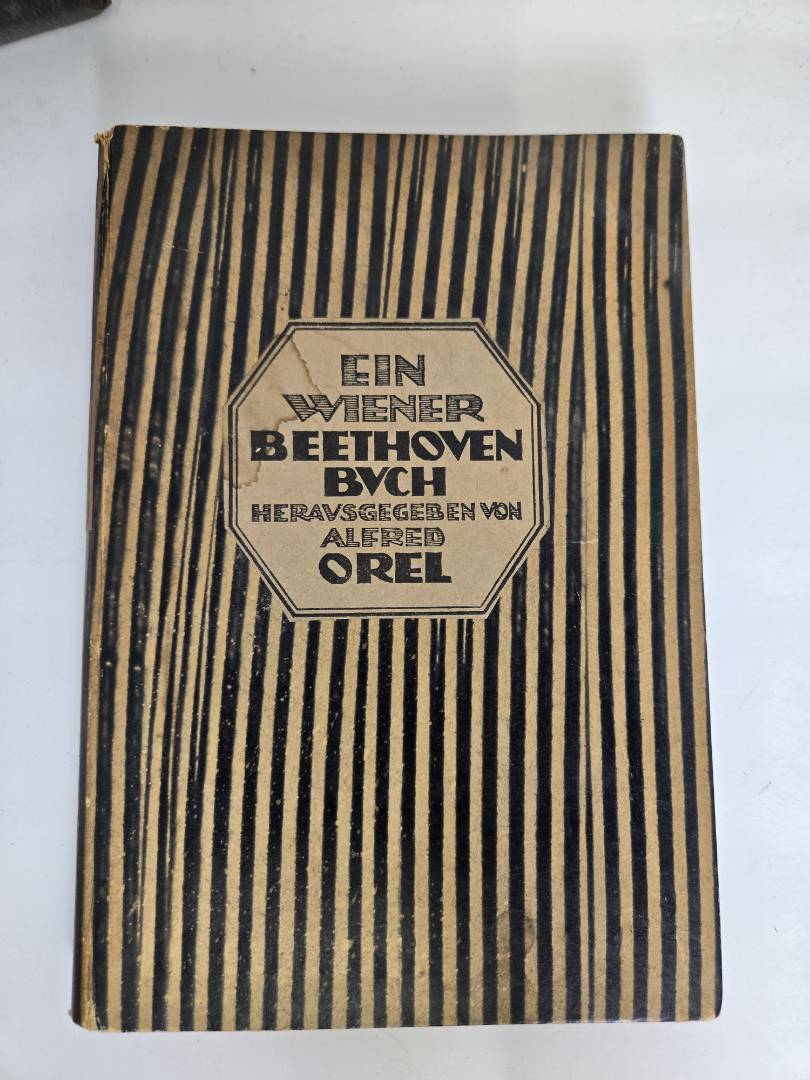 EIN
WIENER
BEETHOVEN
BVCH
HERAVSGEGEBEN VON
ALFRED
OREL